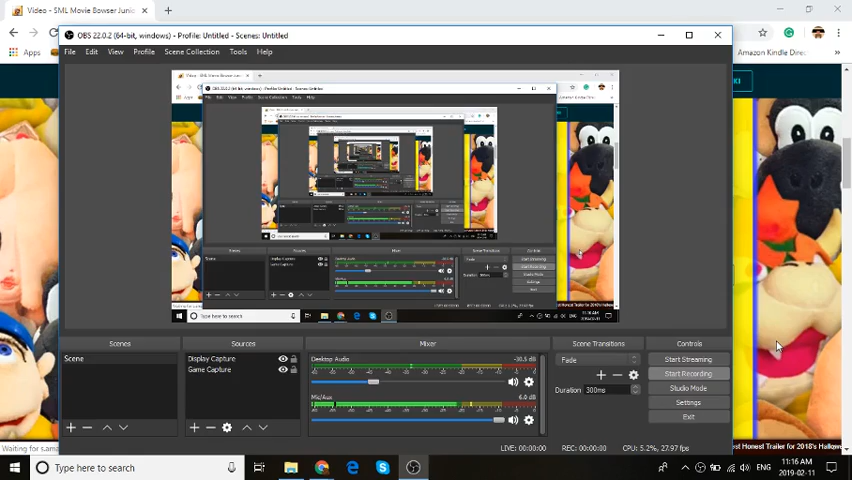 Video - SML Movie Bowser Junio
Apps
Amazon Kindle Direc
KI
OBS 22.0.2 (64-bit, windows) - Profile: Untitled - Scenes: Untitled
File Edit View Profile Scene Collection Tools Help
Scenes
Sources
Mixer
Scene Transitions
Controls
Scene
Display Capture
Game Capture
Desktop Audio
-30.5 dB
Mic/Aux
6.0 dB
Fade
Duration 300ms
Start Streaming
Start Recording
Studio Mode
Settings
Exit
LIVE: 00:00:00 REC: 00:00:00 CPU: 5.2%, 27.97 fps
Waiting for s.ama
est Honest Trailer for 2018's Hallow
Type here to search
ENG
11:16 AM
2019-02-11